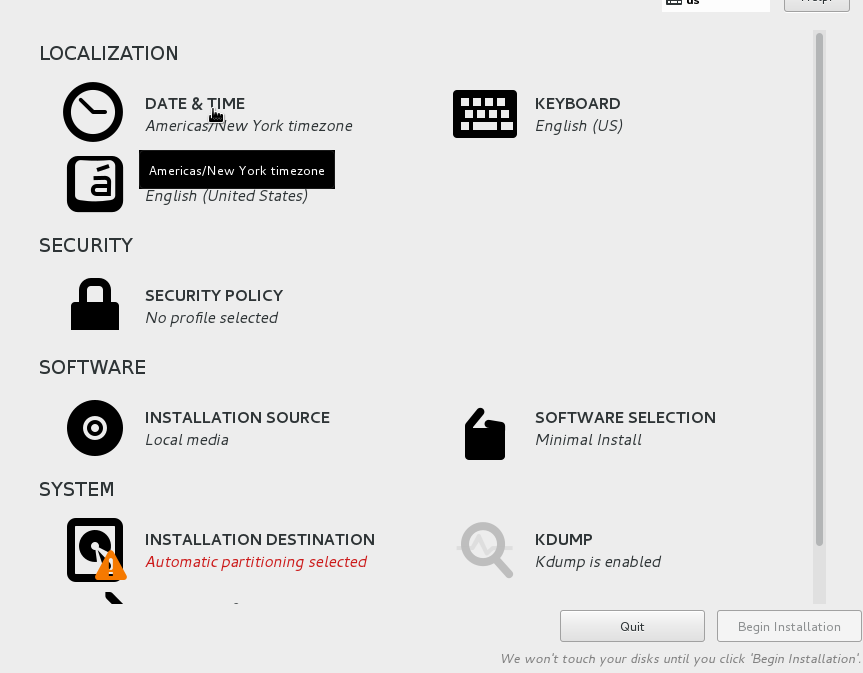 us
Help!
LOCALIZATION
DATE & TIME
Americas/New York timezone
KEYBOARD
English (US)
Americas/New York timezone
English (United States)
SECURITY
SECURITY POLICY
No profile selected
SOFTWARE
INSTALLATION SOURCE
Local media
SOFTWARE SELECTION
Minimal Install
SYSTEM
INSTALLATION DESTINATION
Automatic partitioning selected
KDUMP
Kdump is enabled
Quit
Begin Installation
We won't touch your disks until you click 'Begin Installation'.